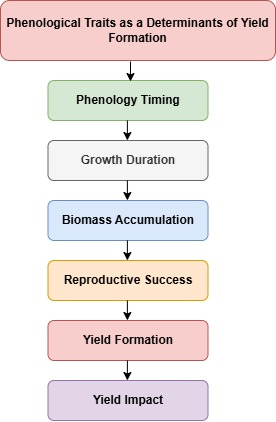 Phenological Traits as a Determinants of Yield
Formation
Phenology Timing
Growth Duration
Biomass Accumulation
Reproductive Success
Yield Formation
Yield Impact